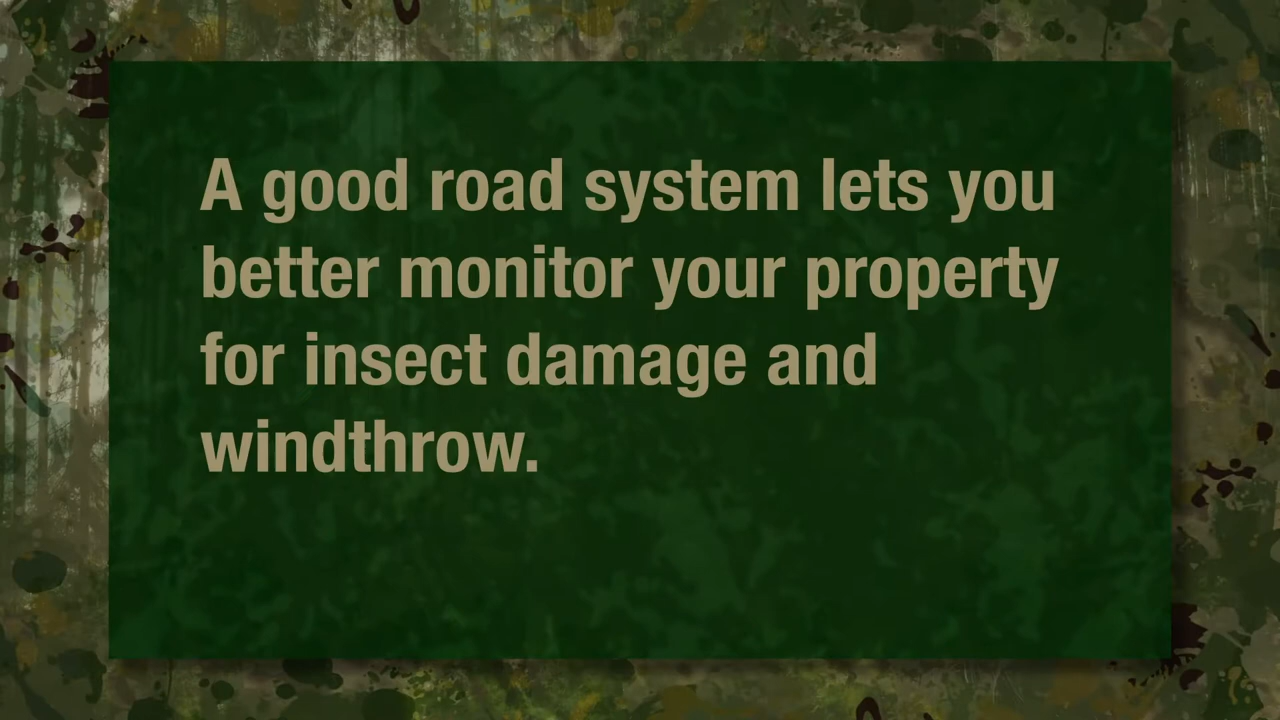 A good road system lets you
better monitor your property
for insect damage and
windthrow.